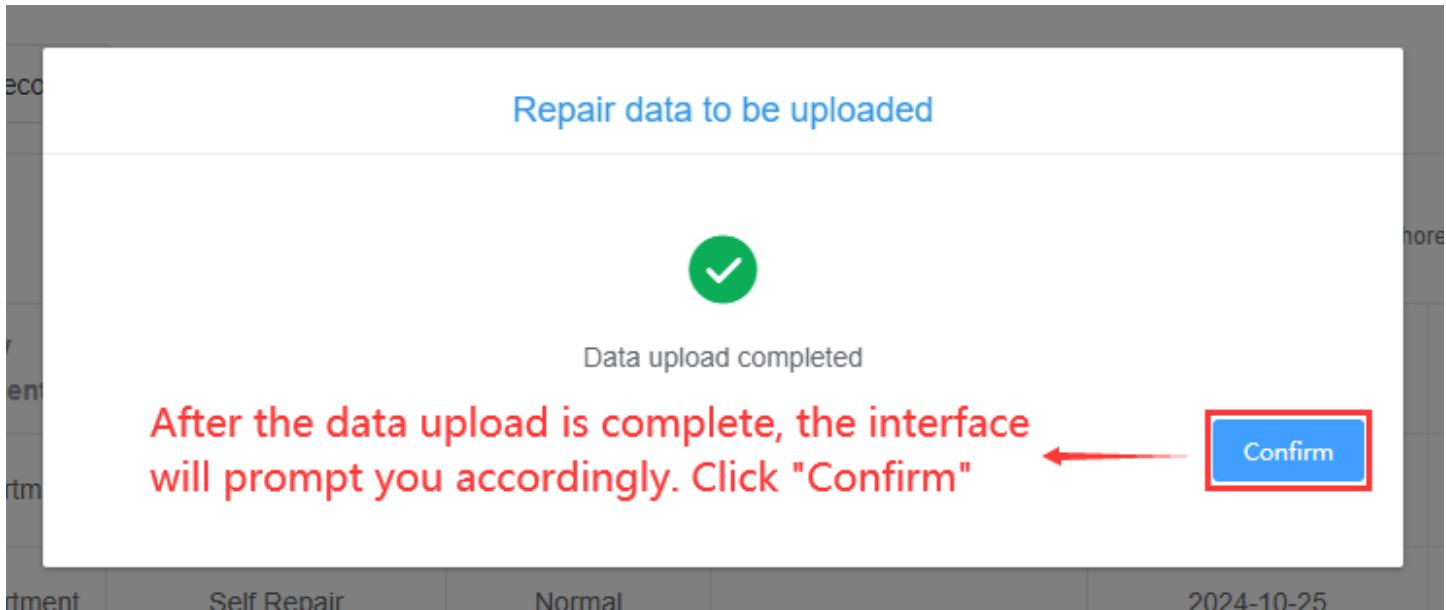 Repair data to be uploaded
Data upload completed
After the data upload is complete, the interface
will prompt you accordingly. Click "Confirm"
Confirm
Self Repair
Normal
2024-10-25